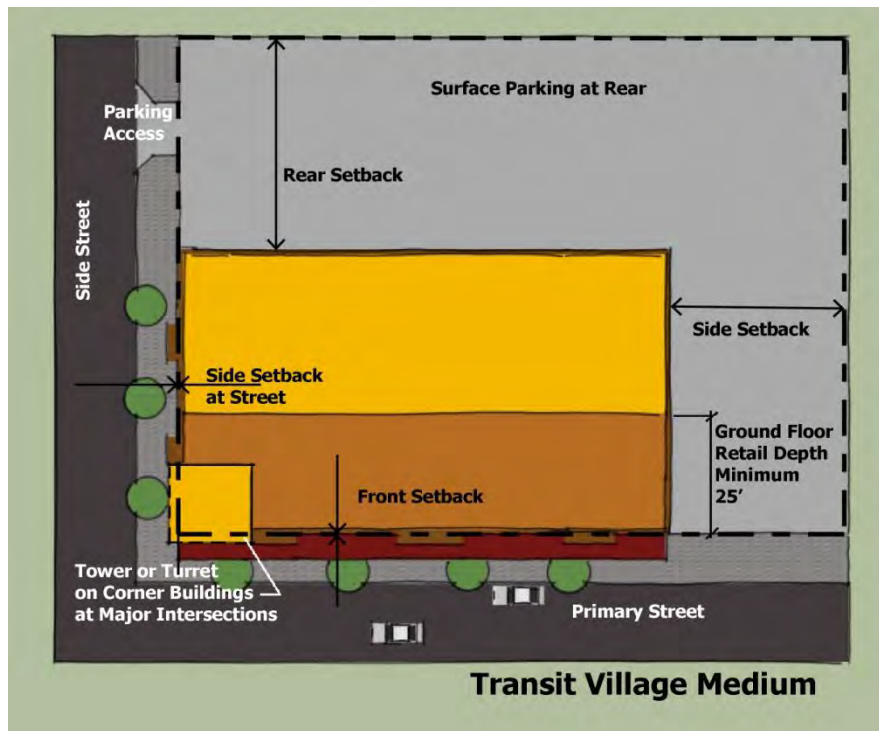 Surface Parking at Rear
Parking
Access
Rear Setback
Side Street
Side Setback
Side Setback
at Street
Ground Floor
Retail Depth
Minimum
25’
Front Setback
Tower or Turret
on Corner Buildings
at Major Intersections
Primary Street
Transit Village Medium